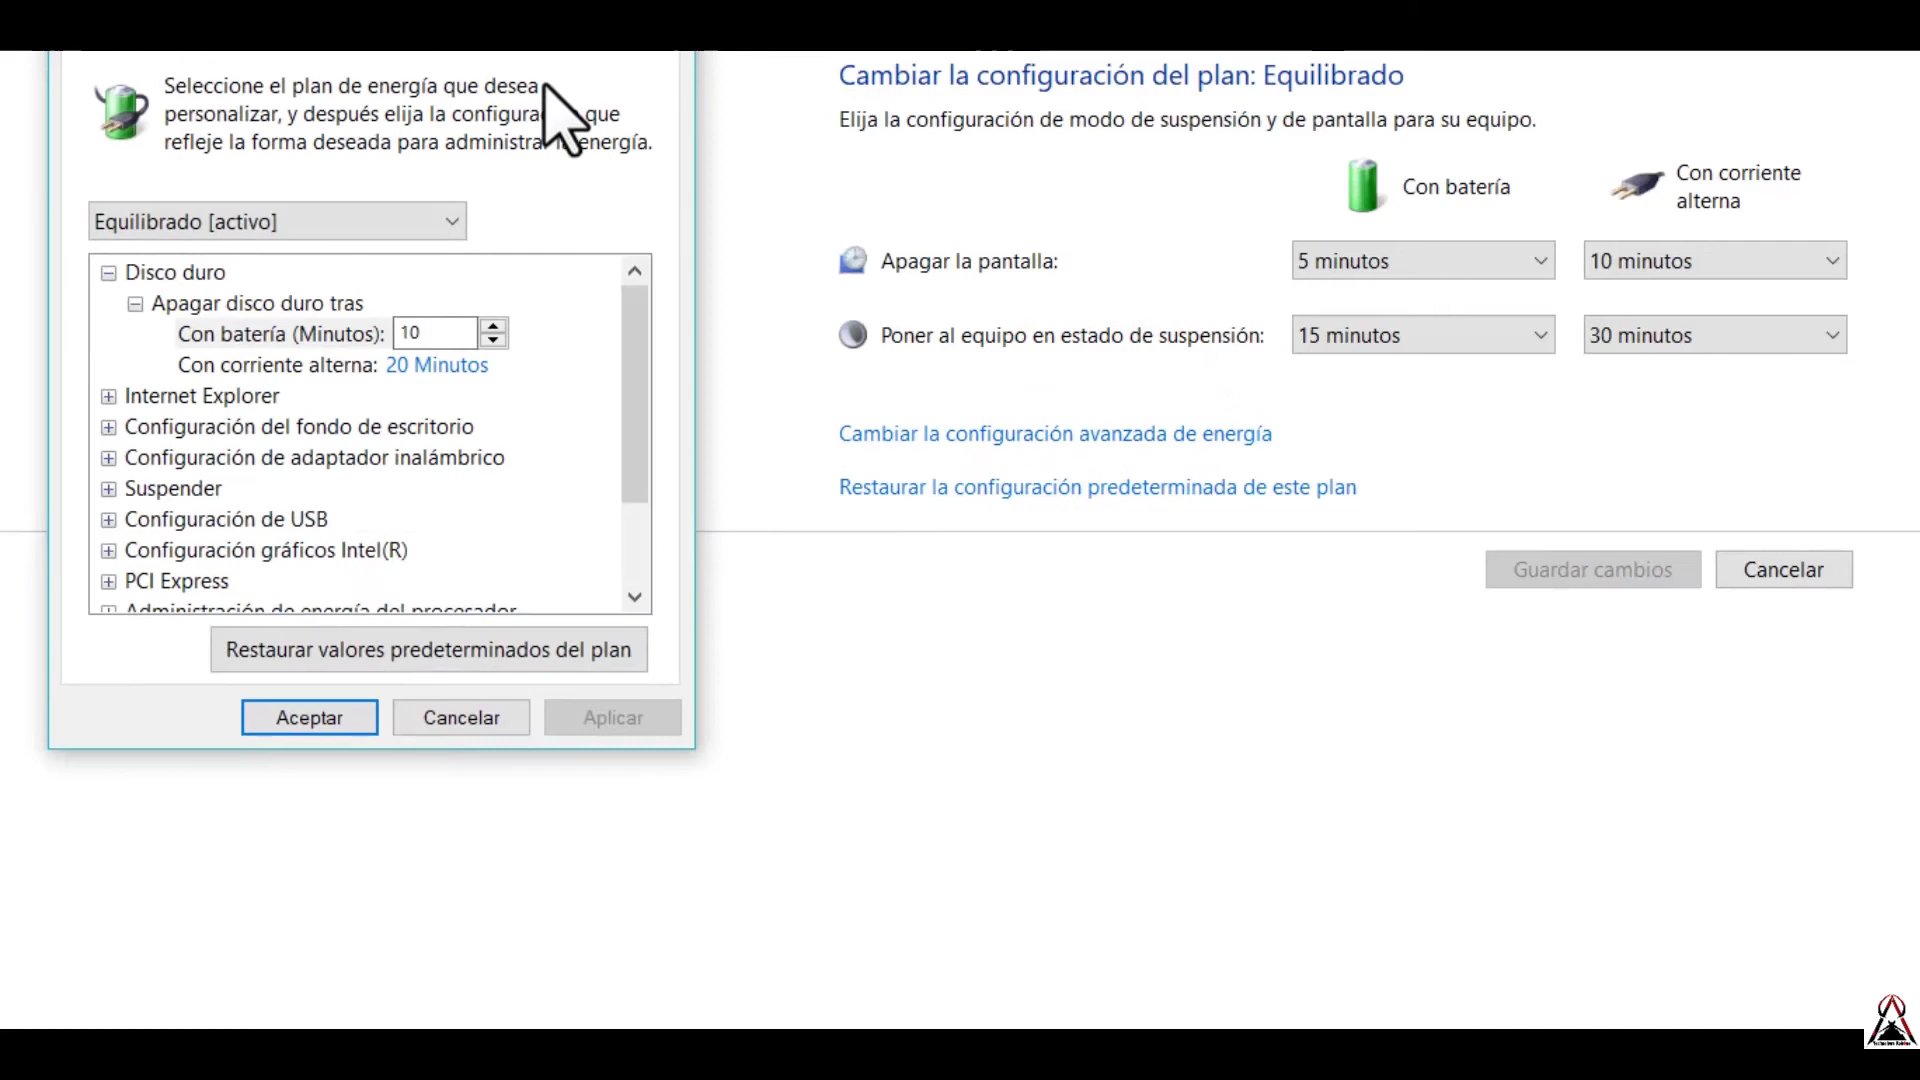 Seleccione el plan de energía que desea
personalizar, y después elija la que
refleje la forma deseada para energía.
Equilibrado [activo]
Disco duro
Apagar disco duro tras
Con batería (Minutos): 10
Con corriente alterna: 20 Minutos
Internet Explorer
Configuración del fondo de escritorio
Configuración de adaptador inalámbrico
Suspender
Configuración de USB
Configuración gráficos Intel(R)
PCI Express
Administración de energía del procesador
Restaurar valores predeterminados del plan
Aceptar Cancelar Aplicar
Cambiar la configuración del plan: Equilibrado
Elija la configuración de modo de suspensión y de pantalla para su equipo.
Con batería
Con corriente
alterna
Apagar la pantalla: 5 minutos 10 minutos
Poner al equipo en estado de suspensión: 15 minutos 30 minutos
Cambiar la configuración avanzada de energía
Restaurar la configuración predeterminada de este plan
Guardar cambios Cancelar